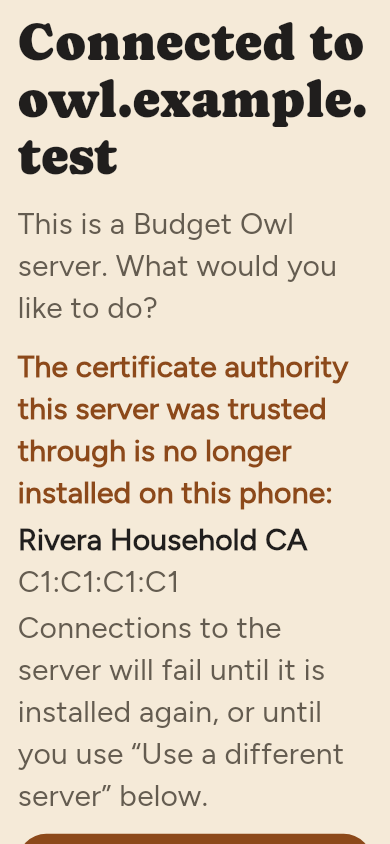 Connected to
owl.example.
test
This is a Budget Owl
server. What would you
like to do?
The certificate authority
this server was trusted
through is no longer
installed on this phone:
Rivera Household CA
C1:C1:C1:C1
Connections to the
server will fail until it is
installed again, or until
you use “Use a different
server” below.